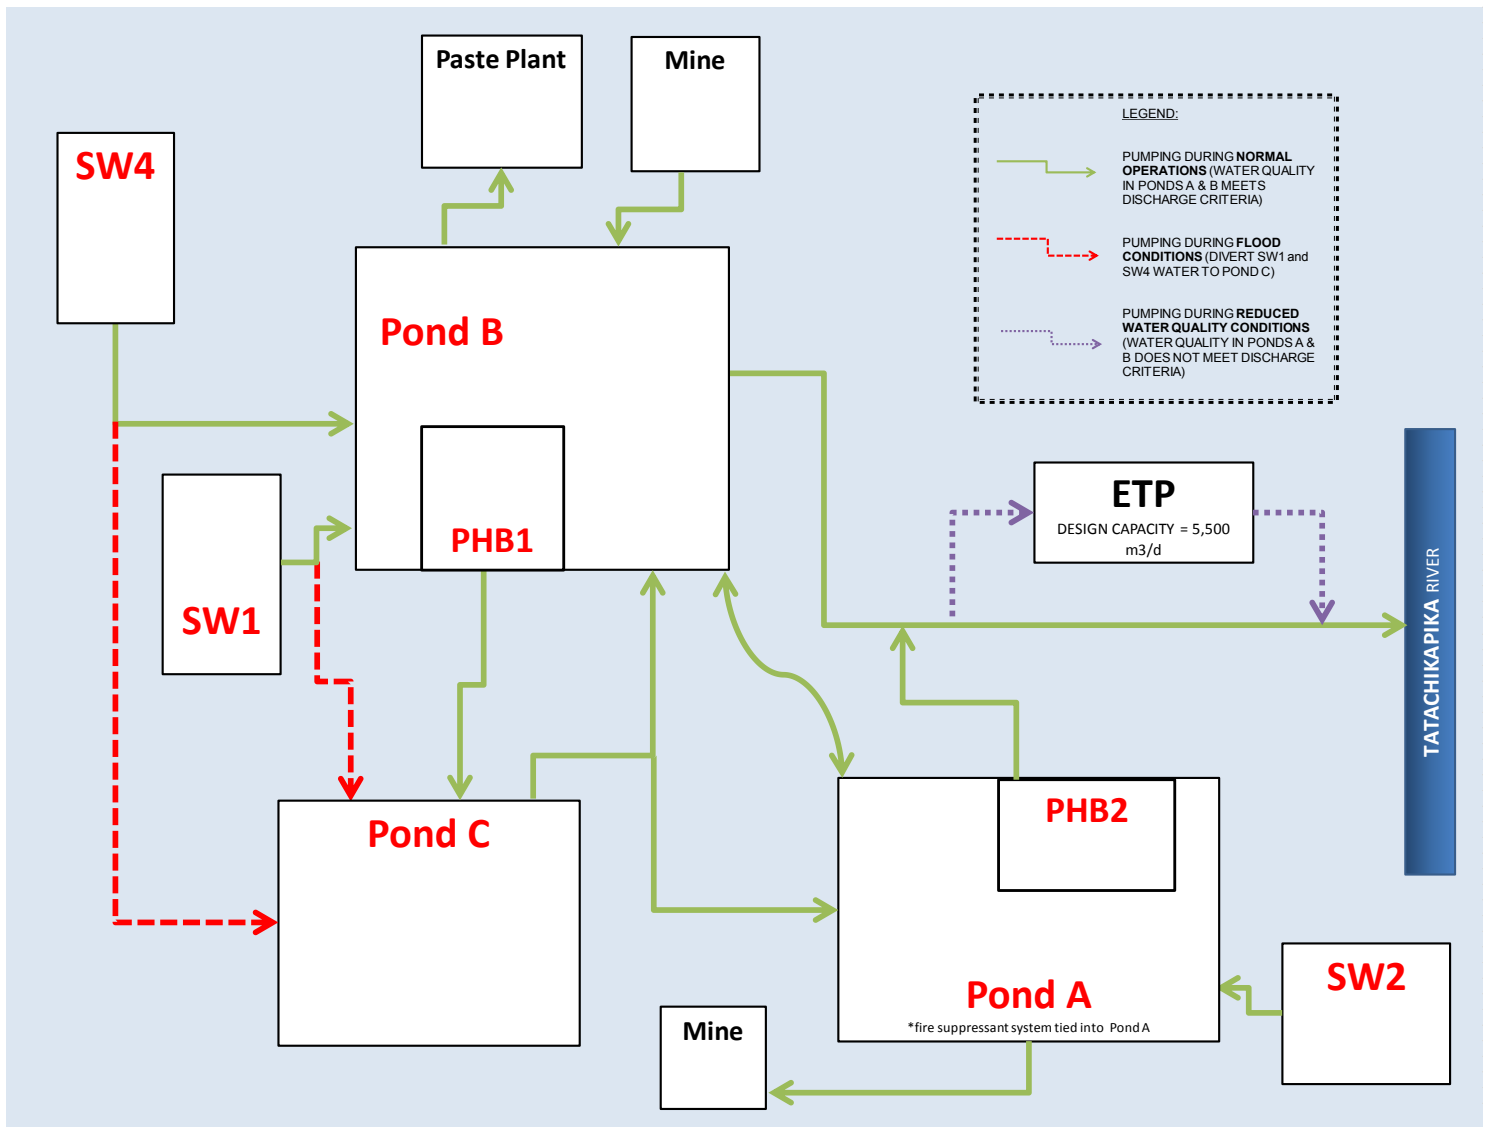 Paste Plant
Mine
SW4
LEGEND:
PUMPING DURING NORMAL
OPERATIONS (WATER QUALITY
IN PONDS A & B MEETS
DISCHARGE CRITERIA)
PUMPING DURING FLOOD
CONDITIONS (DIVERT SW1 and
SW4 WATER TO POND C)
PUMPING DURING REDUCED
WATER QUALITY CONDITIONS
(WATER QUALITY IN PONDS A &
B DOES NOT MEET DISCHARGE
CRITERIA)
Pond B
PHB1
SW1
ETP
DESIGN CAPACITY = 5,500
m3/d
TATACHIKAPIKA RIVER
Pond C
PHB2
Pond A
*fire suppressant system tied into Pond A
SW2
Mine